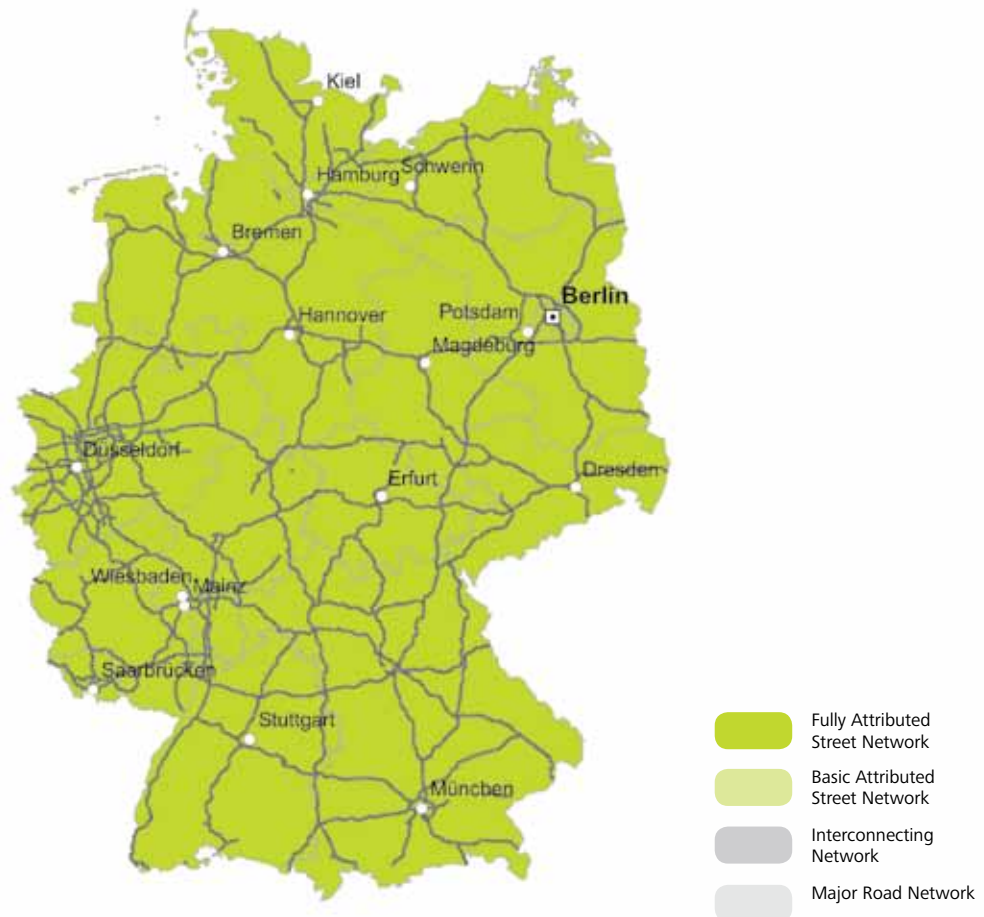 Kiel
Hamburg
Schwerin
Bremen
Berlin
Hannover
Potsdam
Magdeburg
Düsseldorf
Erfurt
Dresden
Wiesbaden
Mainz
Saarbrücken
Stuttgart
München
Fully Attributed
Street Network
Basic Attributed
Street Network
Interconnecting
Network
Major Road Network